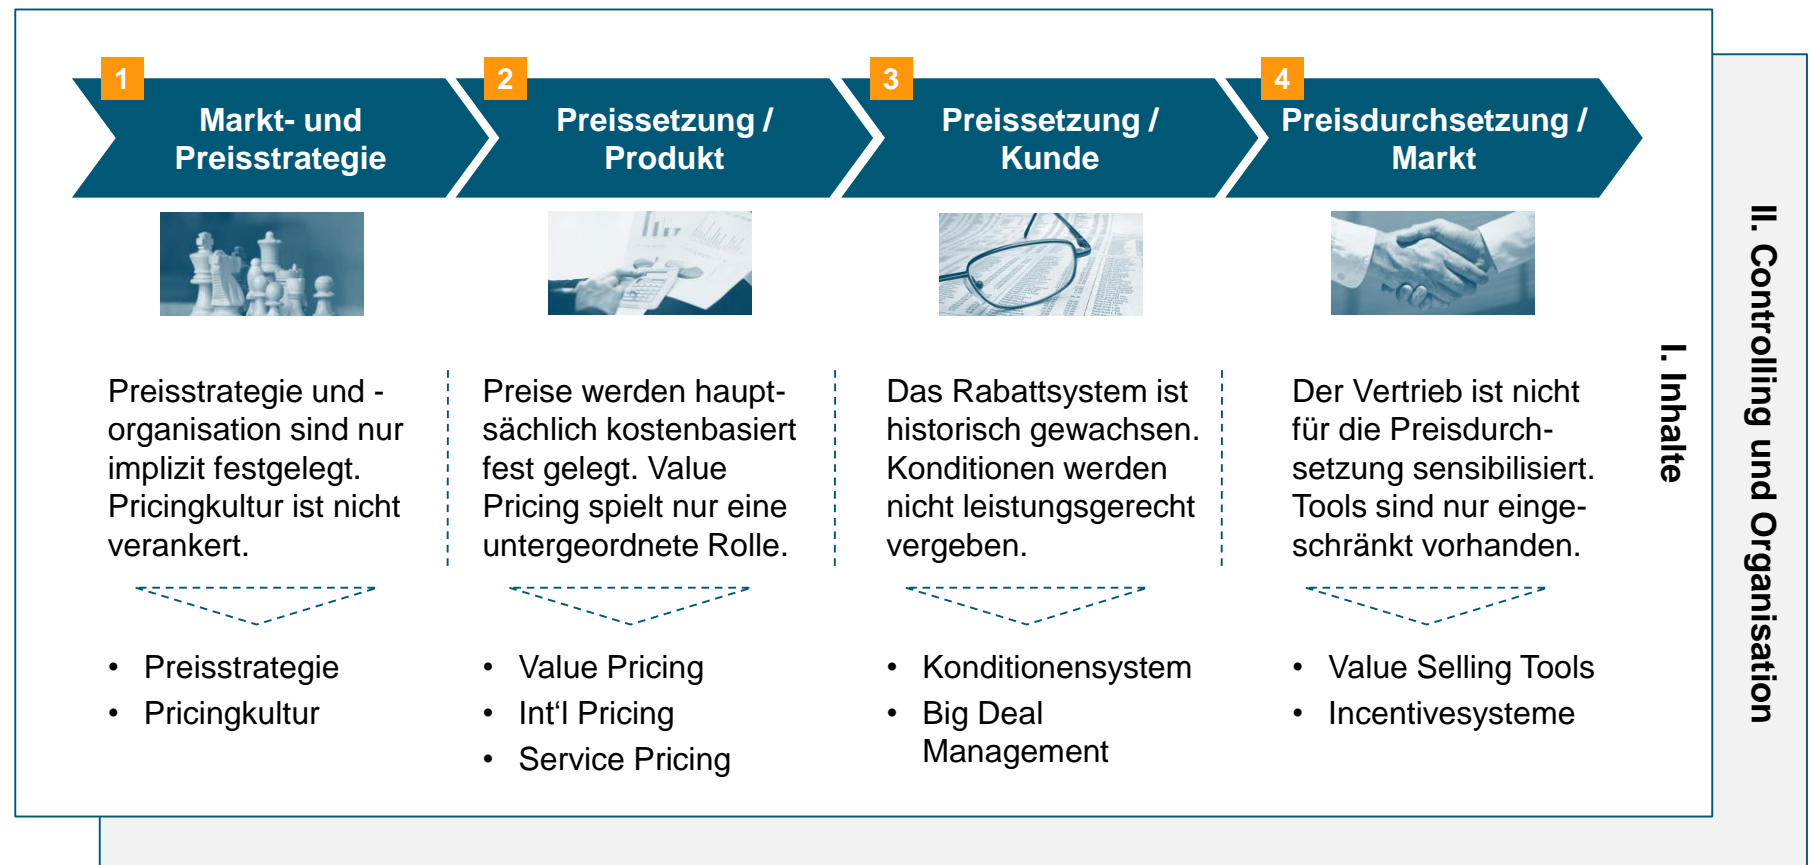 1
Markt- und
Preisstrategie
2
Preissetzung /
Produkt
3
Preissetzung /
Kunde
4
Preisdurchsetzung /
Markt
Preisstrategie und -
organisation sind nur
implizit festgelegt.
Pricingkultur ist nicht
verankert.
Preise werden haupt-
sächlich kostenbasiert
fest gelegt. Value
Pricing spielt nur eine
untergeordnete Rolle.
Das Rabattsystem ist
historisch gewachsen.
Konditionen werden
nicht leistungsgerecht
vergeben.
Der Vertrieb ist nicht
für die Preisdurch-
setzung sensibilisiert.
Tools sind nur einge-
schränkt vorhanden.
• Preisstrategie
• Pricingkultur
• Value Pricing
• Int‘l Pricing
• Service Pricing
• Konditionensystem
• Big Deal
Management
• Value Selling Tools
• Incentivesysteme
I. Inhalte
II. Controlling und Organisation